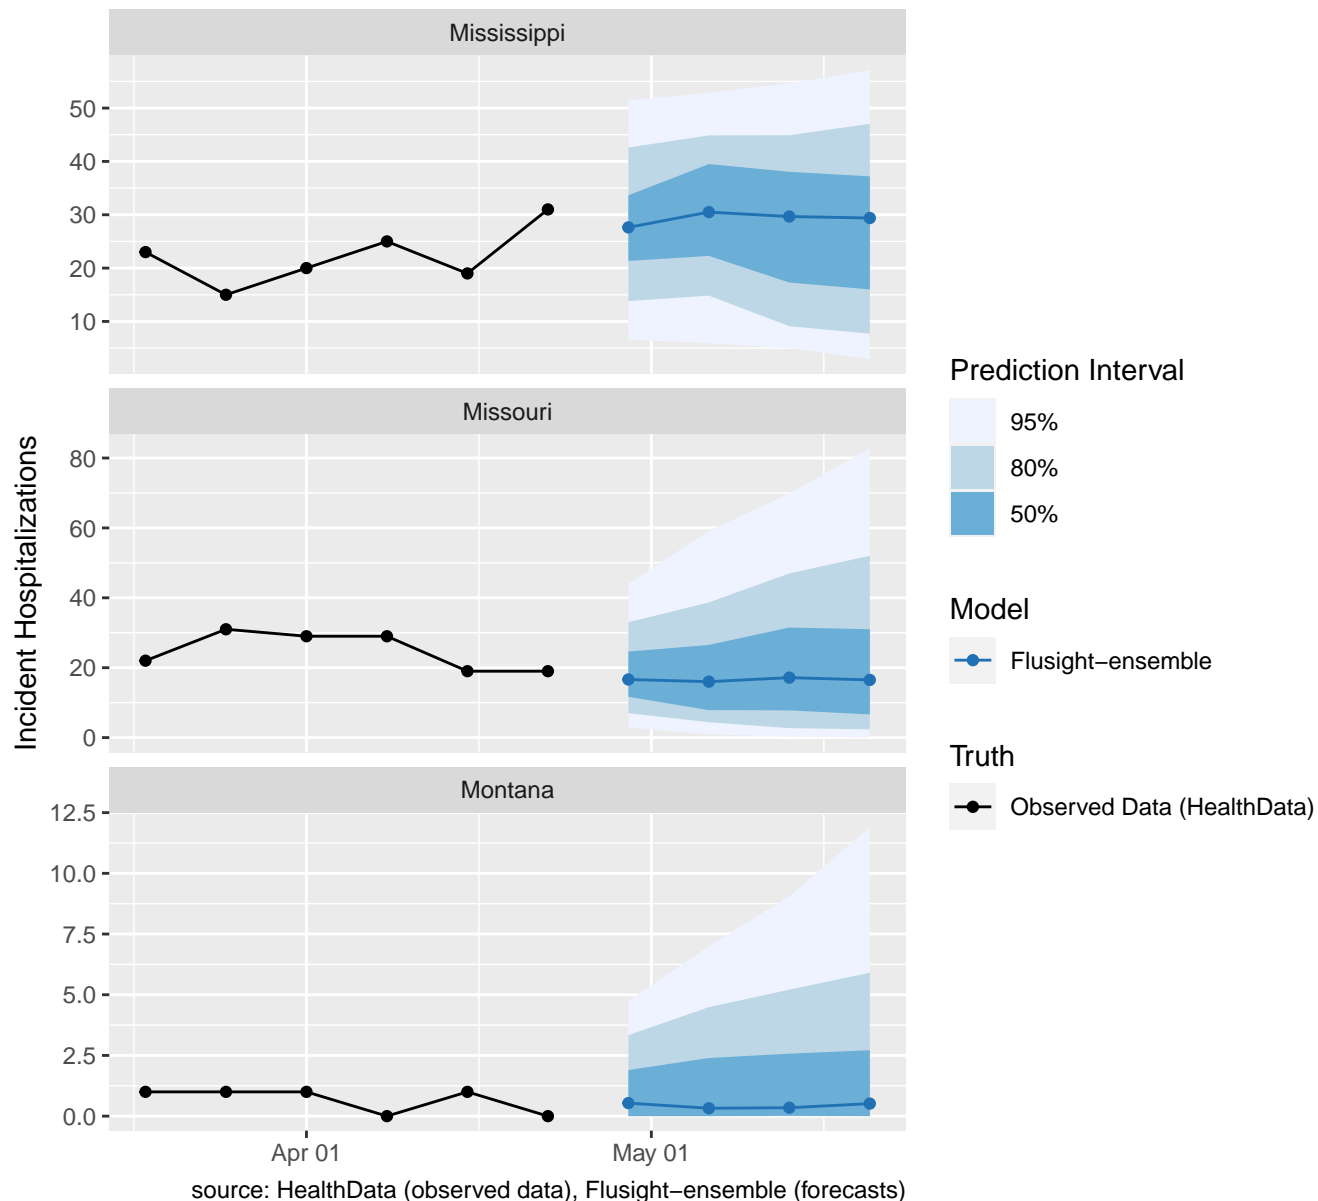 Mississippi
50
40
30
20
10
Missouri
80
60
40
20
0
Montana
12.5
10.0
7.5
5.0
2.5
0.0
Apr 01
May 01
Incident Hospitalizations
source: HealthData (observed data), Flusight−ensemble (forecasts)
Prediction Interval
95%
80%
50%
Model
Flusight−ensemble
Truth
Observed Data (HealthData)